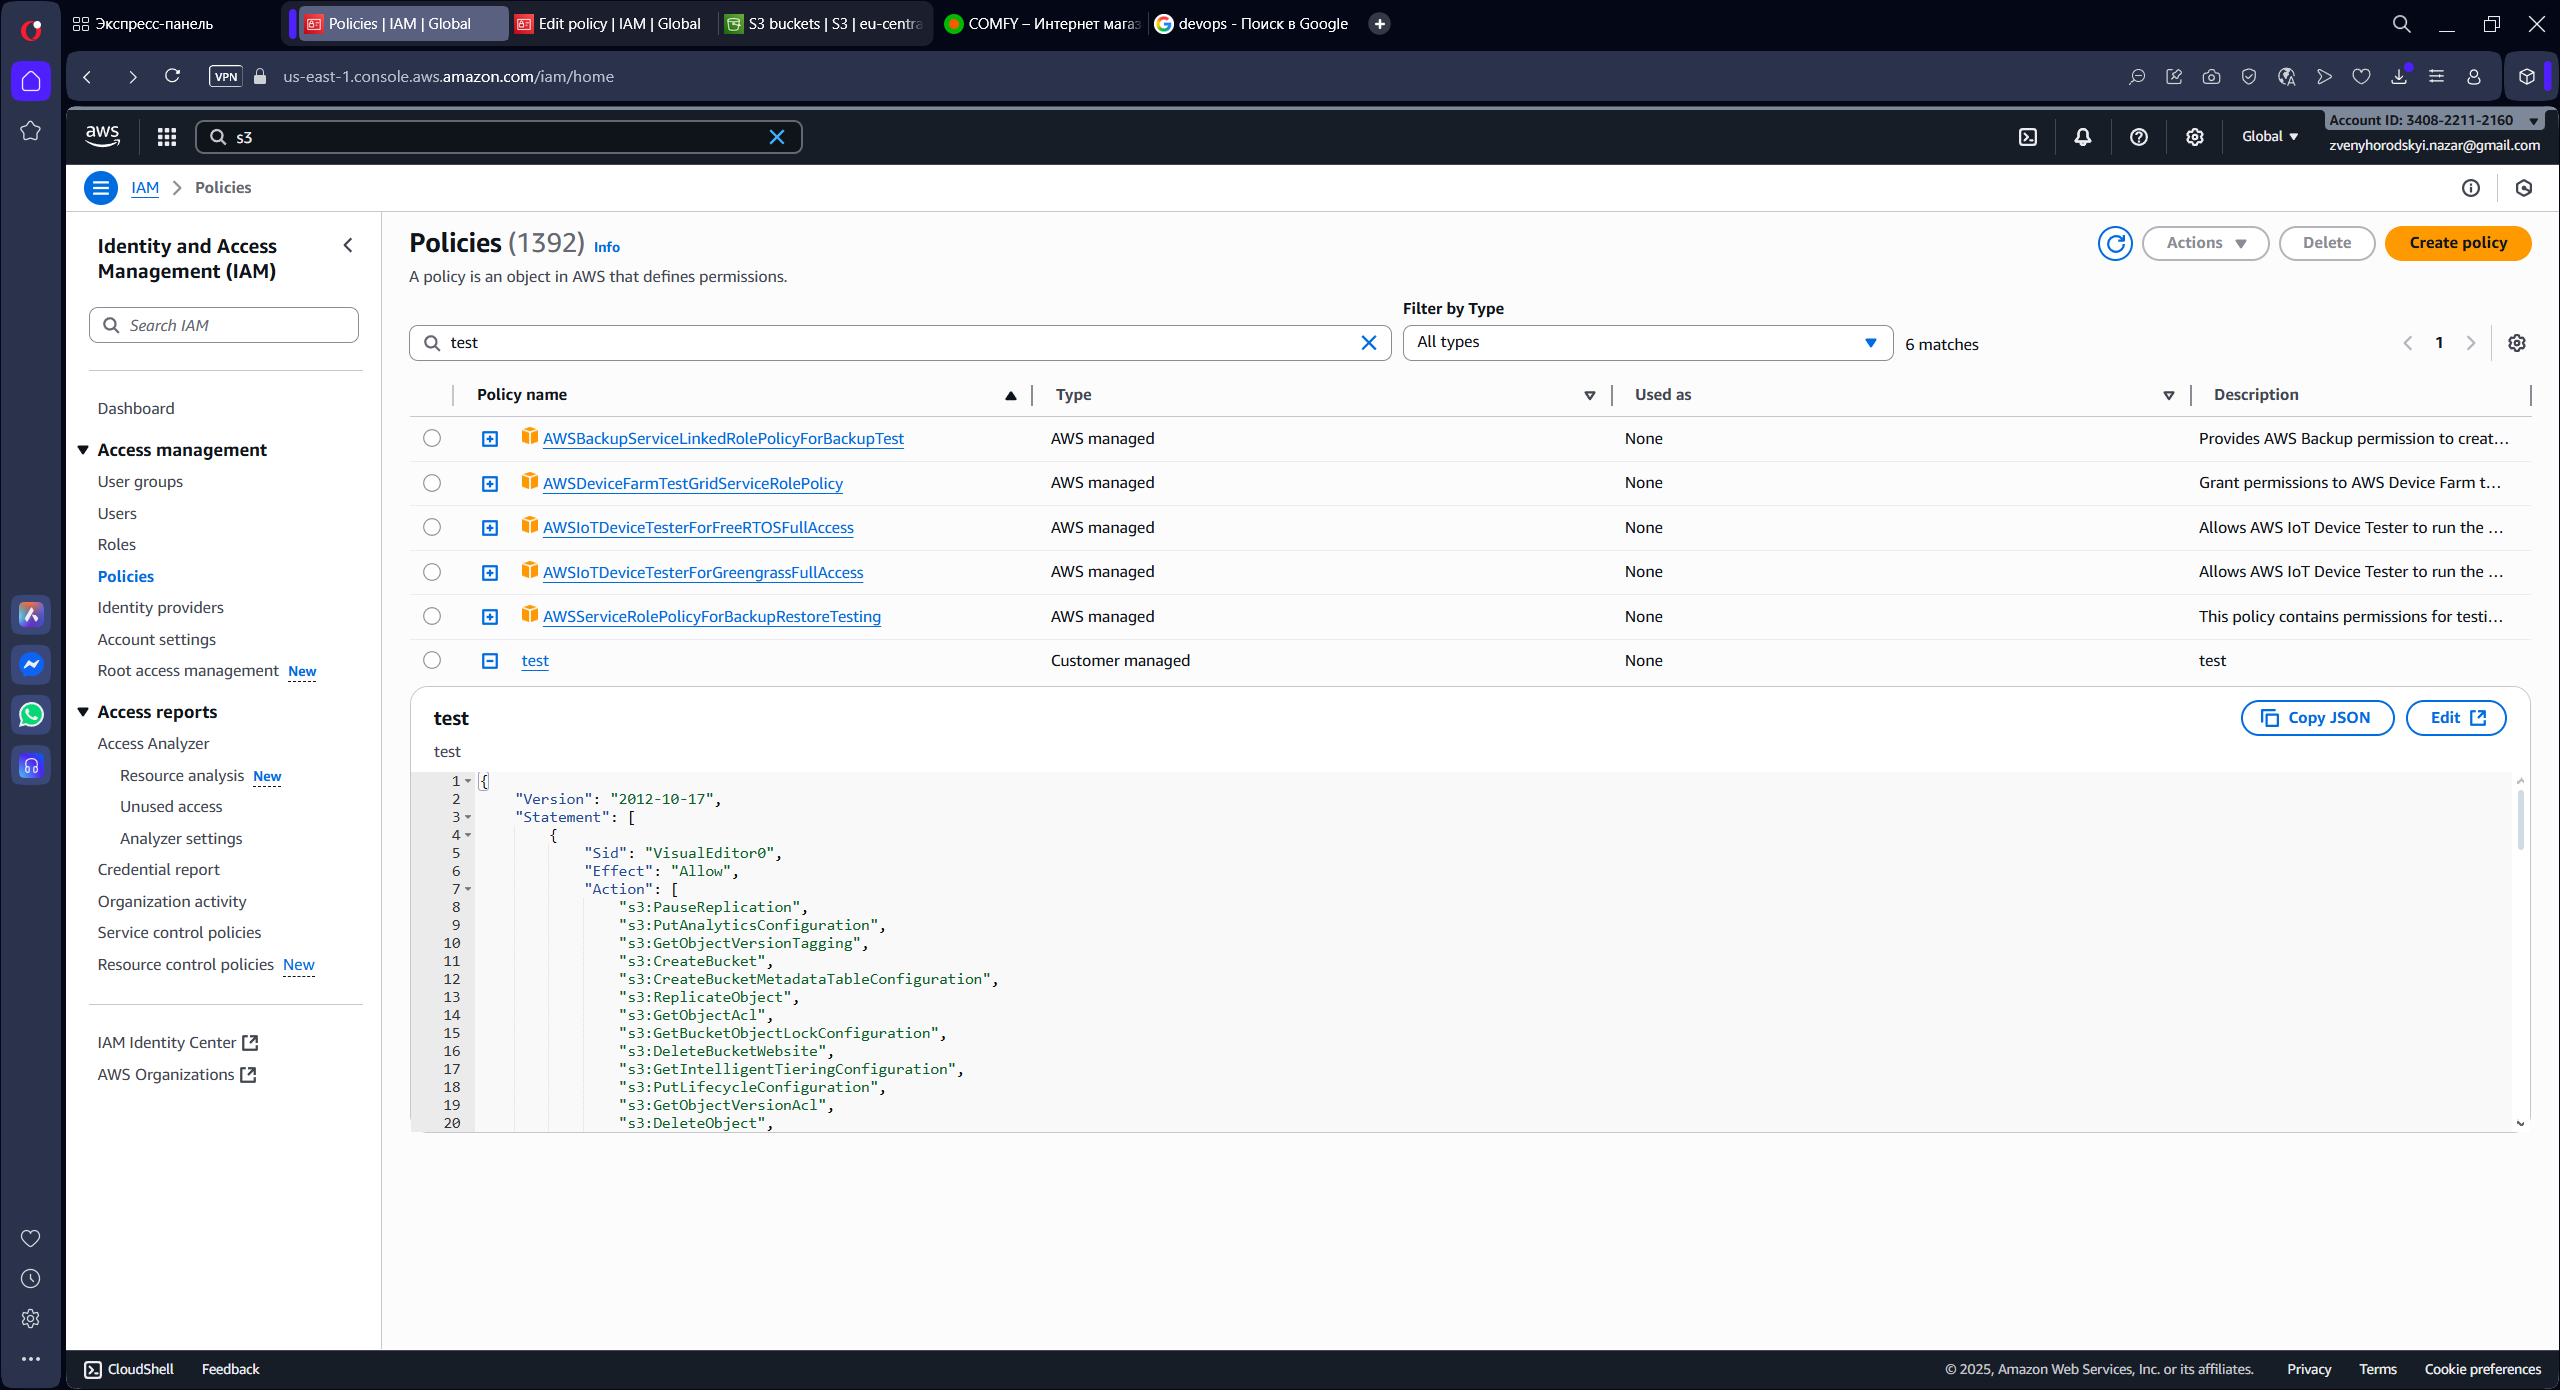 Экспресс-панель
Policies | IAM | Global
Edit policy | IAM | Global
S3 buckets | S3 | eu-centra
COMFY – Интернет мага
devops - Поиск в Google
VPN
us-east-1.console.aws.amazon.com/iam/home
aws
s3
Global
Account ID: 3408-2211-2160
zvenyhorodskyi.nazar@gmail.com
IAM
Policies
Identity and Access Management (IAM)
Search IAM
Dashboard
Access management
User groups
Users
Roles
Policies
Identity providers
Account settings
Root access management New
Access reports
Access Analyzer
Resource analysis New
Unused access
Analyzer settings
Credential report
Organization activity
Service control policies
Resource control policies New
IAM Identity Center
AWS Organizations
Policies (1392) Info
A policy is an object in AWS that defines permissions.
Actions
Delete
Create policy
Filter by Type
test
All types
6 matches
1
Policy name Type Used as Description
AWSBackupServiceLinkedRolePolicyForBackupTest AWS managed None Provides AWS Backup permission to creat...
AWSDeviceFarmTestGridServiceRolePolicy AWS managed None Grant permissions to AWS Device Farm t...
AWSIoTDeviceTesterForFreeRTOSFullAccess AWS managed None Allows AWS IoT Device Tester to run the ...
AWSIoTDeviceTesterForGreengrassFullAccess AWS managed None Allows AWS IoT Device Tester to run the ...
AWSServiceRolePolicyForBackupRestoreTesting AWS managed None This policy contains permissions for testi...
test Customer managed None test
test
Copy JSON
Edit
test
1 {
2 "Version": "2012-10-17",
3 "Statement": [
4 {
5 "Sid": "VisualEditor0",
6 "Effect": "Allow",
7 "Action": [
8 "s3:PauseReplication",
9 "s3:PutAnalyticsConfiguration",
10 "s3:GetObjectVersionTagging",
11 "s3:CreateBucket",
12 "s3:CreateBucketMetadataTableConfiguration",
13 "s3:ReplicateObject",
14 "s3:GetObjectAcl",
15 "s3:GetBucketObjectLockConfiguration",
16 "s3:DeleteBucketWebsite",
17 "s3:GetIntelligentTieringConfiguration",
18 "s3:PutLifecycleConfiguration",
19 "s3:GetObjectVersionAcl",
20 "s3:DeleteObject",
CloudShell
Feedback
© 2025, Amazon Web Services, Inc. or its affiliates.
Privacy
Terms
Cookie preferences